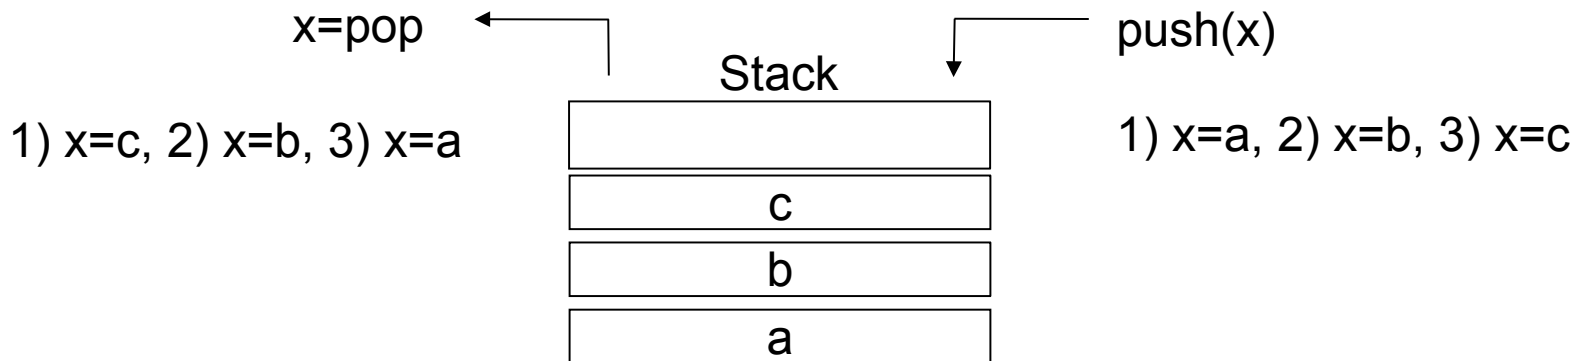 x=pop
push(x)
Stack
1) x=c, 2) x=b, 3) x=a
1) x=a, 2) x=b, 3) x=c
c
b
a